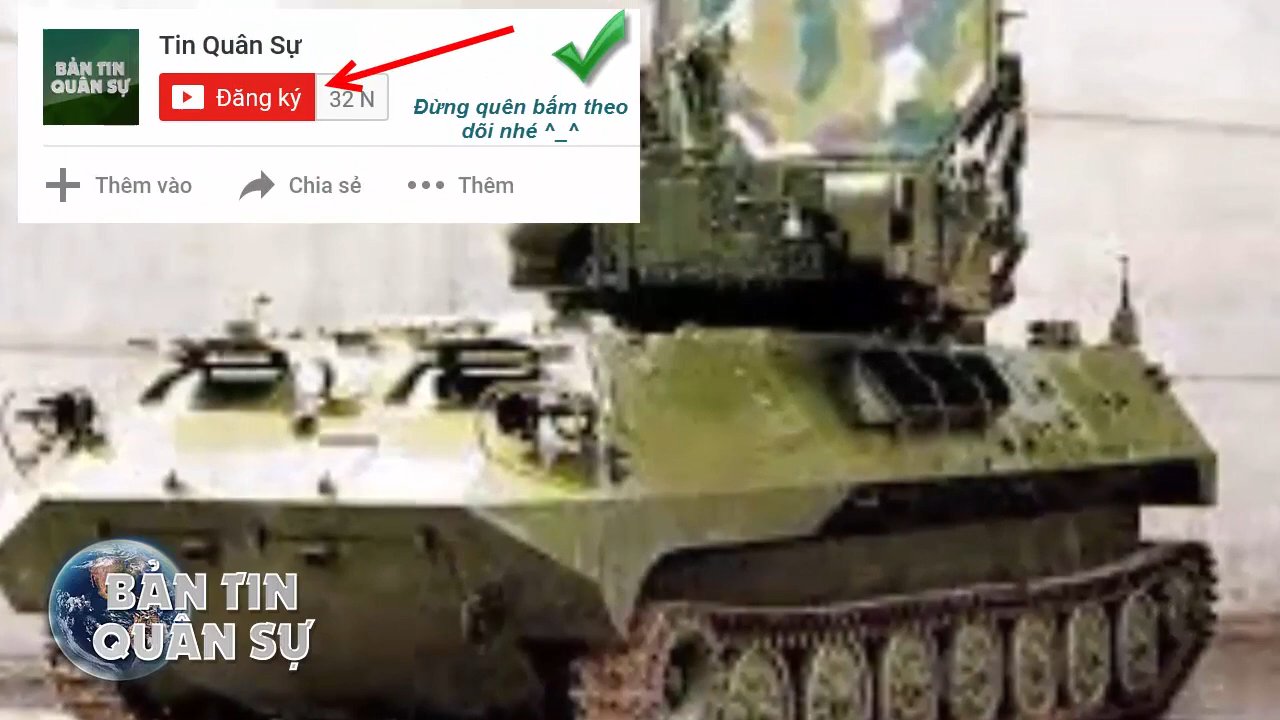 Tin Quân Sự
BẢN TIN
QUÂN SỰ
Đăng ký
32 N
Đừng quên bấm theo
dõi nhé ^_^
Thêm vào
Chia sẻ
Thêm
BẢN TIN
QUÂN SỰ